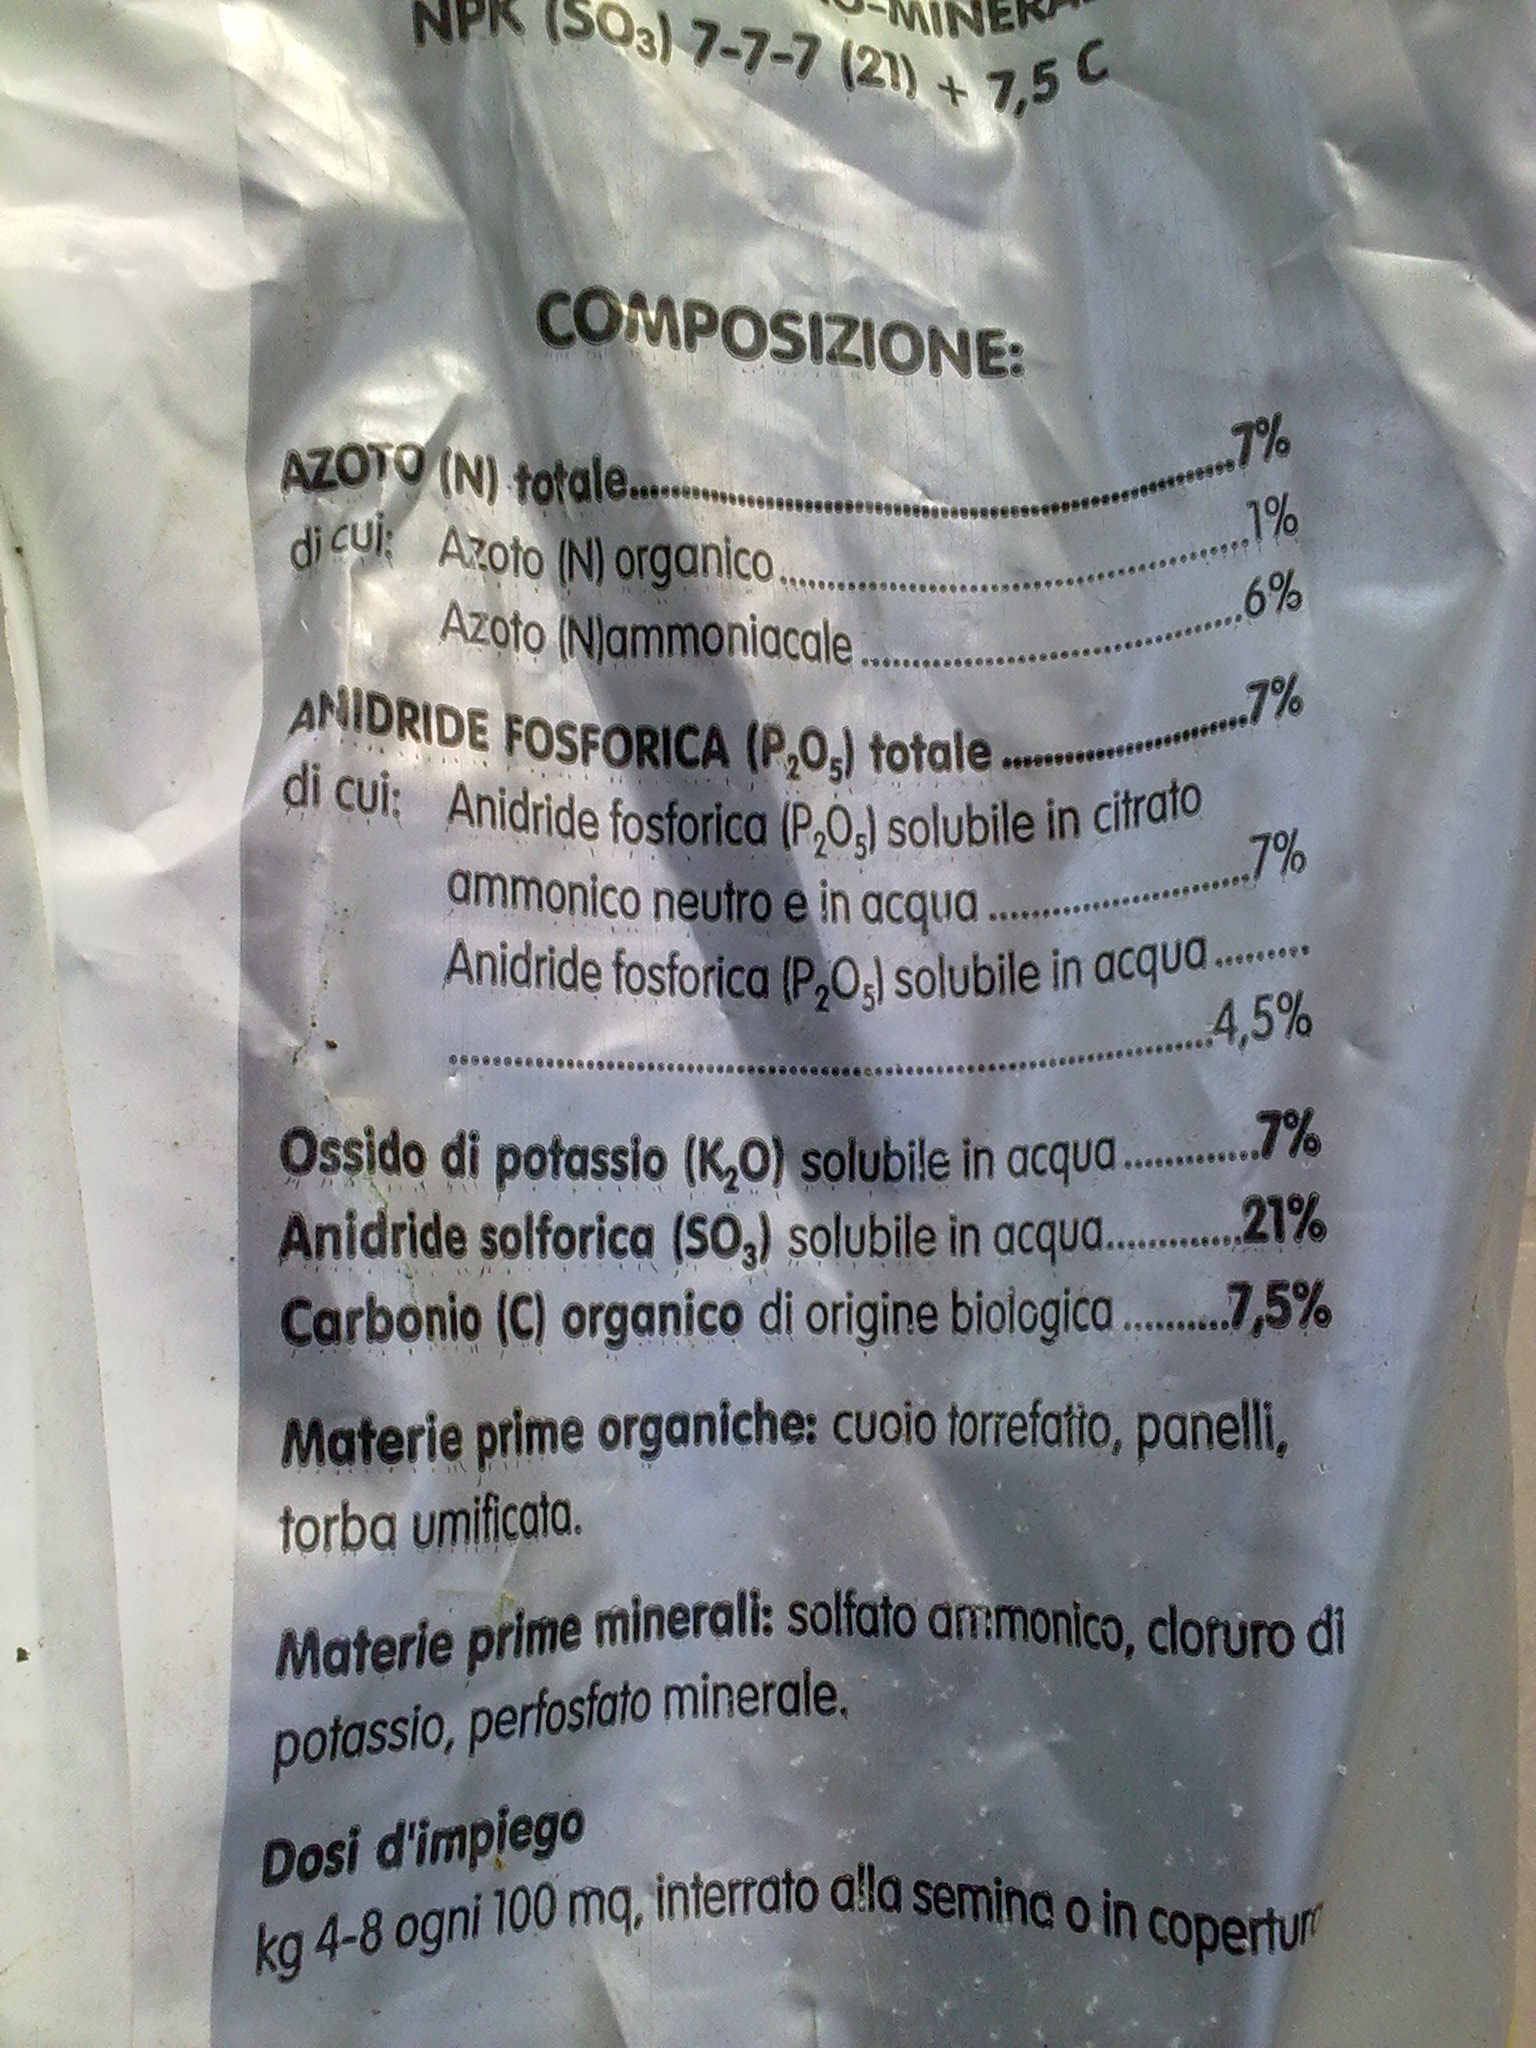 NPK (SO₃) 7-7-7 (21) + 7,5 C
COMPOSIZIONE:
AZOTO (N) totale..........7%
di cui: Azoto (N) organico..........1%
Azoto (N)ammoniacale..........6%
ANIDRIDE FOSFORICA (P₂O₅) totale..........7%
di cui: Anidride fosforica (P₂O₅) solubile in citrato
ammonico neutro e in acqua..........7%
Anidride fosforica (P₂O₅) solubile in acqua.........
..........4,5%
Ossido di potassio (K₂O) solubile in acqua..........7%
Anidride solforica (SO₃) solubile in acqua..........21%
Carbonio (C) organico di origine biologica..........7,5%
Materie prime organiche: cuoio torrefatto, panelli,
torba umificata.
Materie prime minerali: solfato ammonico, cloruro di
potassio, perfosfato minerale.
Dosi d'impiego
kg 4-8 ogni 100 mq, interrato alla semina o in copertur